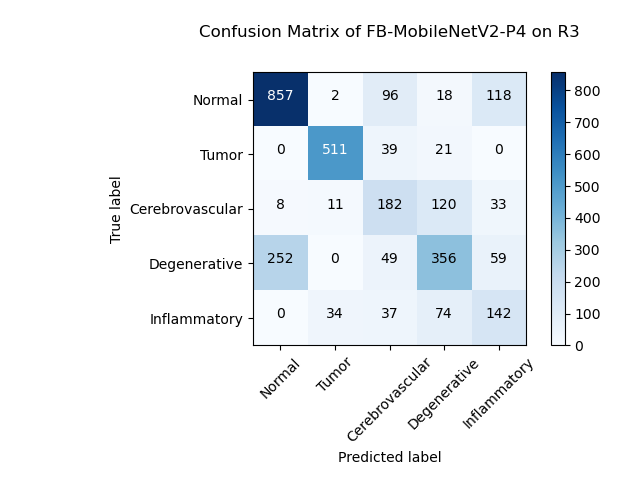 Confusion Matrix of FB-MobileNetV2-P4 on R3
Normal 857 2 96 18 118
Tumor 0 511 39 21 0
Cerebrovascular 8 11 182 120 33
Degenerative 252 0 49 356 59
Inflammatory 0 34 37 74 142
True label
Normal Tumor Cerebrovascular Degenerative Inflammatory
Predicted label
800
700
600
500
400
300
200
100
0